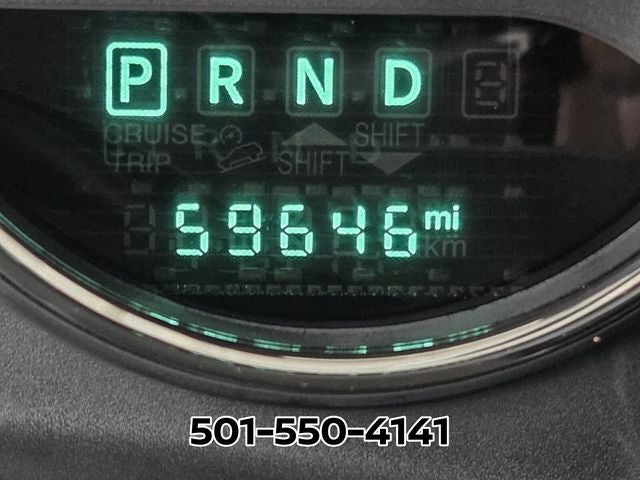 P R N D
CRUISE SHIFT
TRIP SHIFT
59646 mi
km
501-550-4141